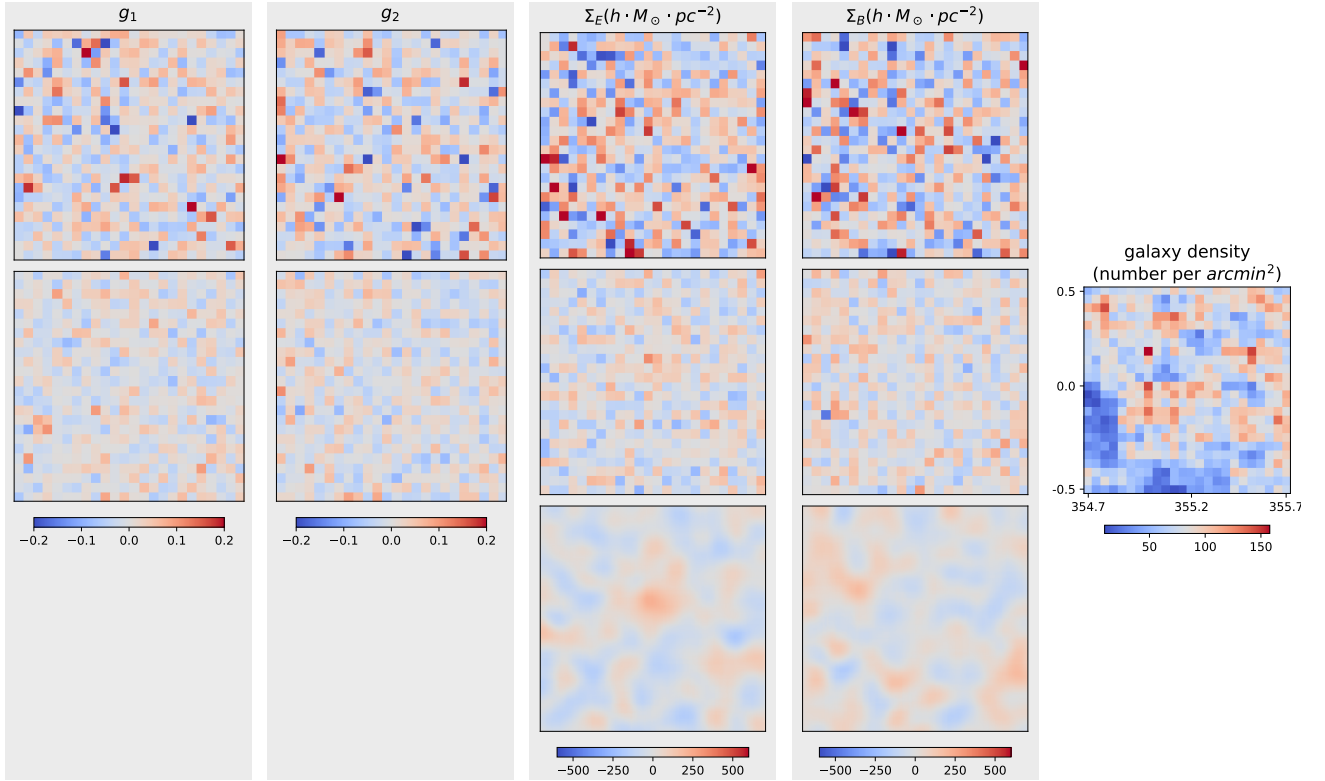 g₁
g₂
Σ_E(h · M_⊙ · pc⁻²)
Σ_B(h · M_⊙ · pc⁻²)
galaxy density
(number per arcmin²)
0.5
0.0
−0.5
354.7 355.2 355.7
50 100 150
−0.2 −0.1 0.0 0.1 0.2
−0.2 −0.1 0.0 0.1 0.2
−500 −250 0 250 500
−500 −250 0 250 500